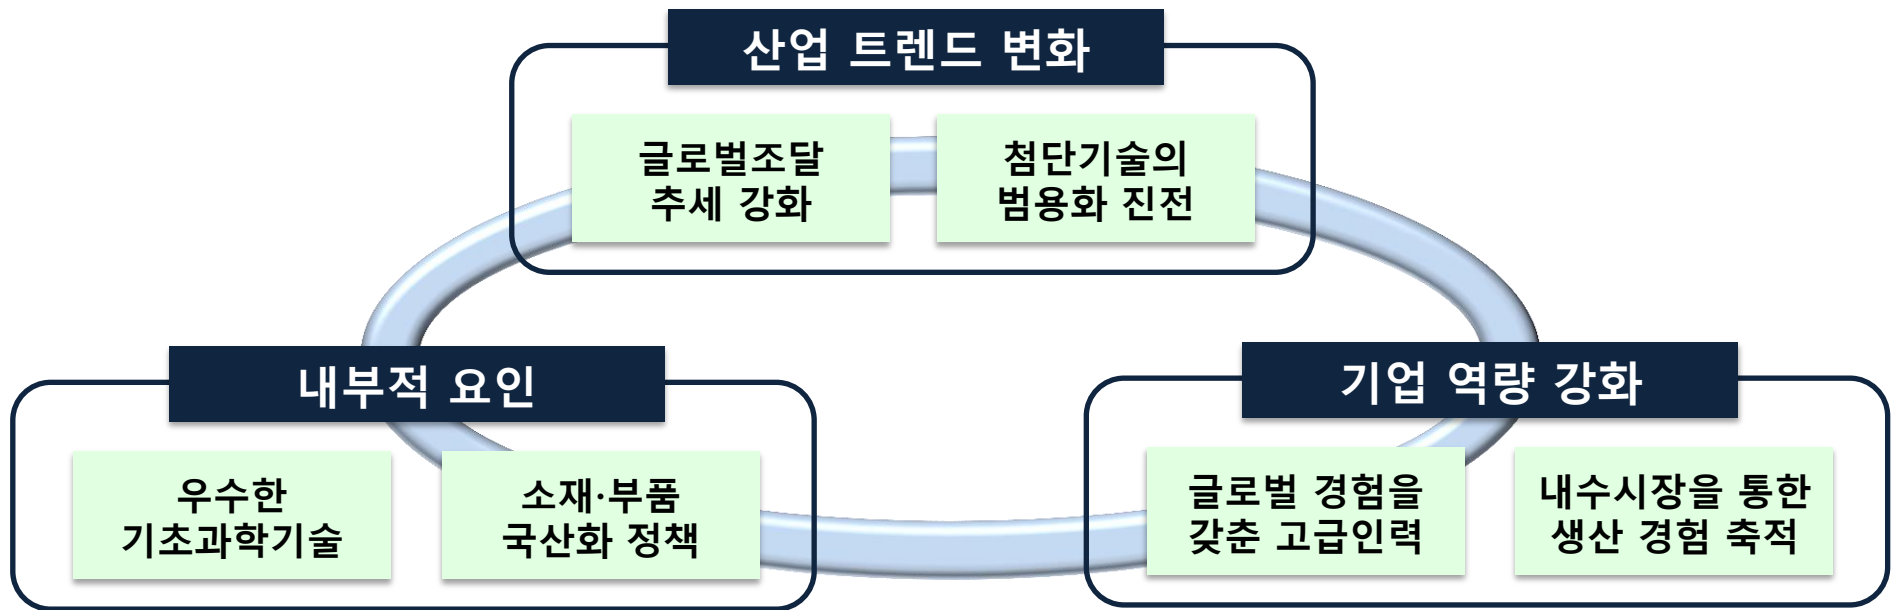 산업 트렌드 변화
글로벌조달
추세 강화
첨단기술의
범용화 진전
내부적 요인
우수한
기초과학기술
소재·부품
국산화 정책
기업 역량 강화
글로벌 경험을
갖춘 고급인력
내수시장을 통한
생산 경험 축적